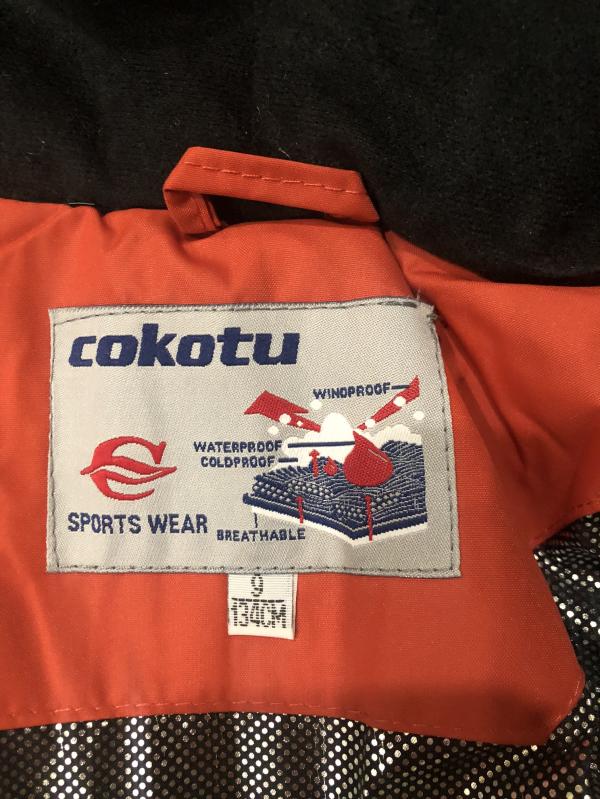 cokotu
WINDPROOF
WATERPROOF
COLDPROOF
SPORTS WEAR
BREATHABLE
9
134CM